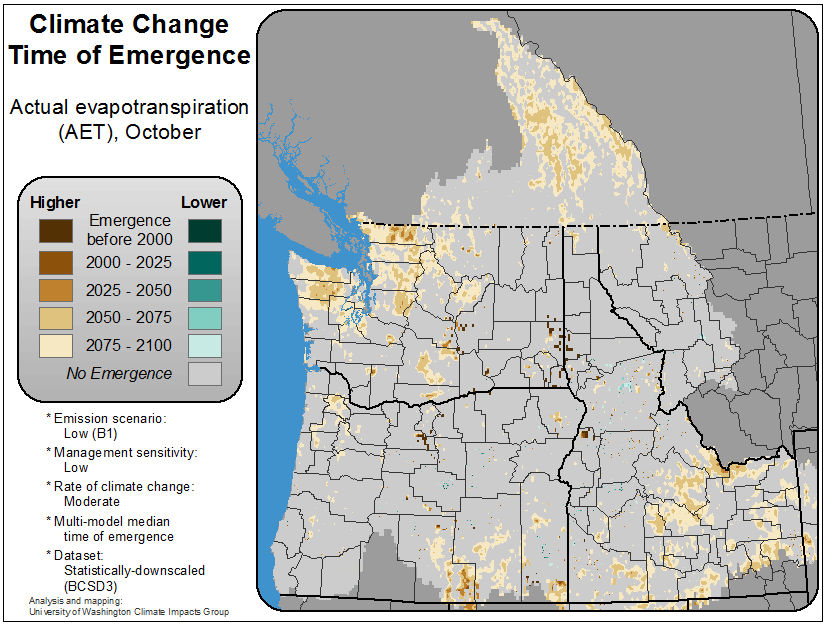 Climate Change
Time of Emergence
Actual evapotranspiration
(AET), October
Higher Lower
Emergence
before 2000
2000 - 2025
2025 - 2050
2050 - 2075
2075 - 2100
No Emergence
* Emission scenario:
Low (B1)
* Management sensitivity:
Low
* Rate of climate change:
Moderate
* Multi-model median
time of emergence
* Dataset:
Statistically-downscaled
(BCSD3)
Analysis and mapping:
University of Washington Climate Impacts Group